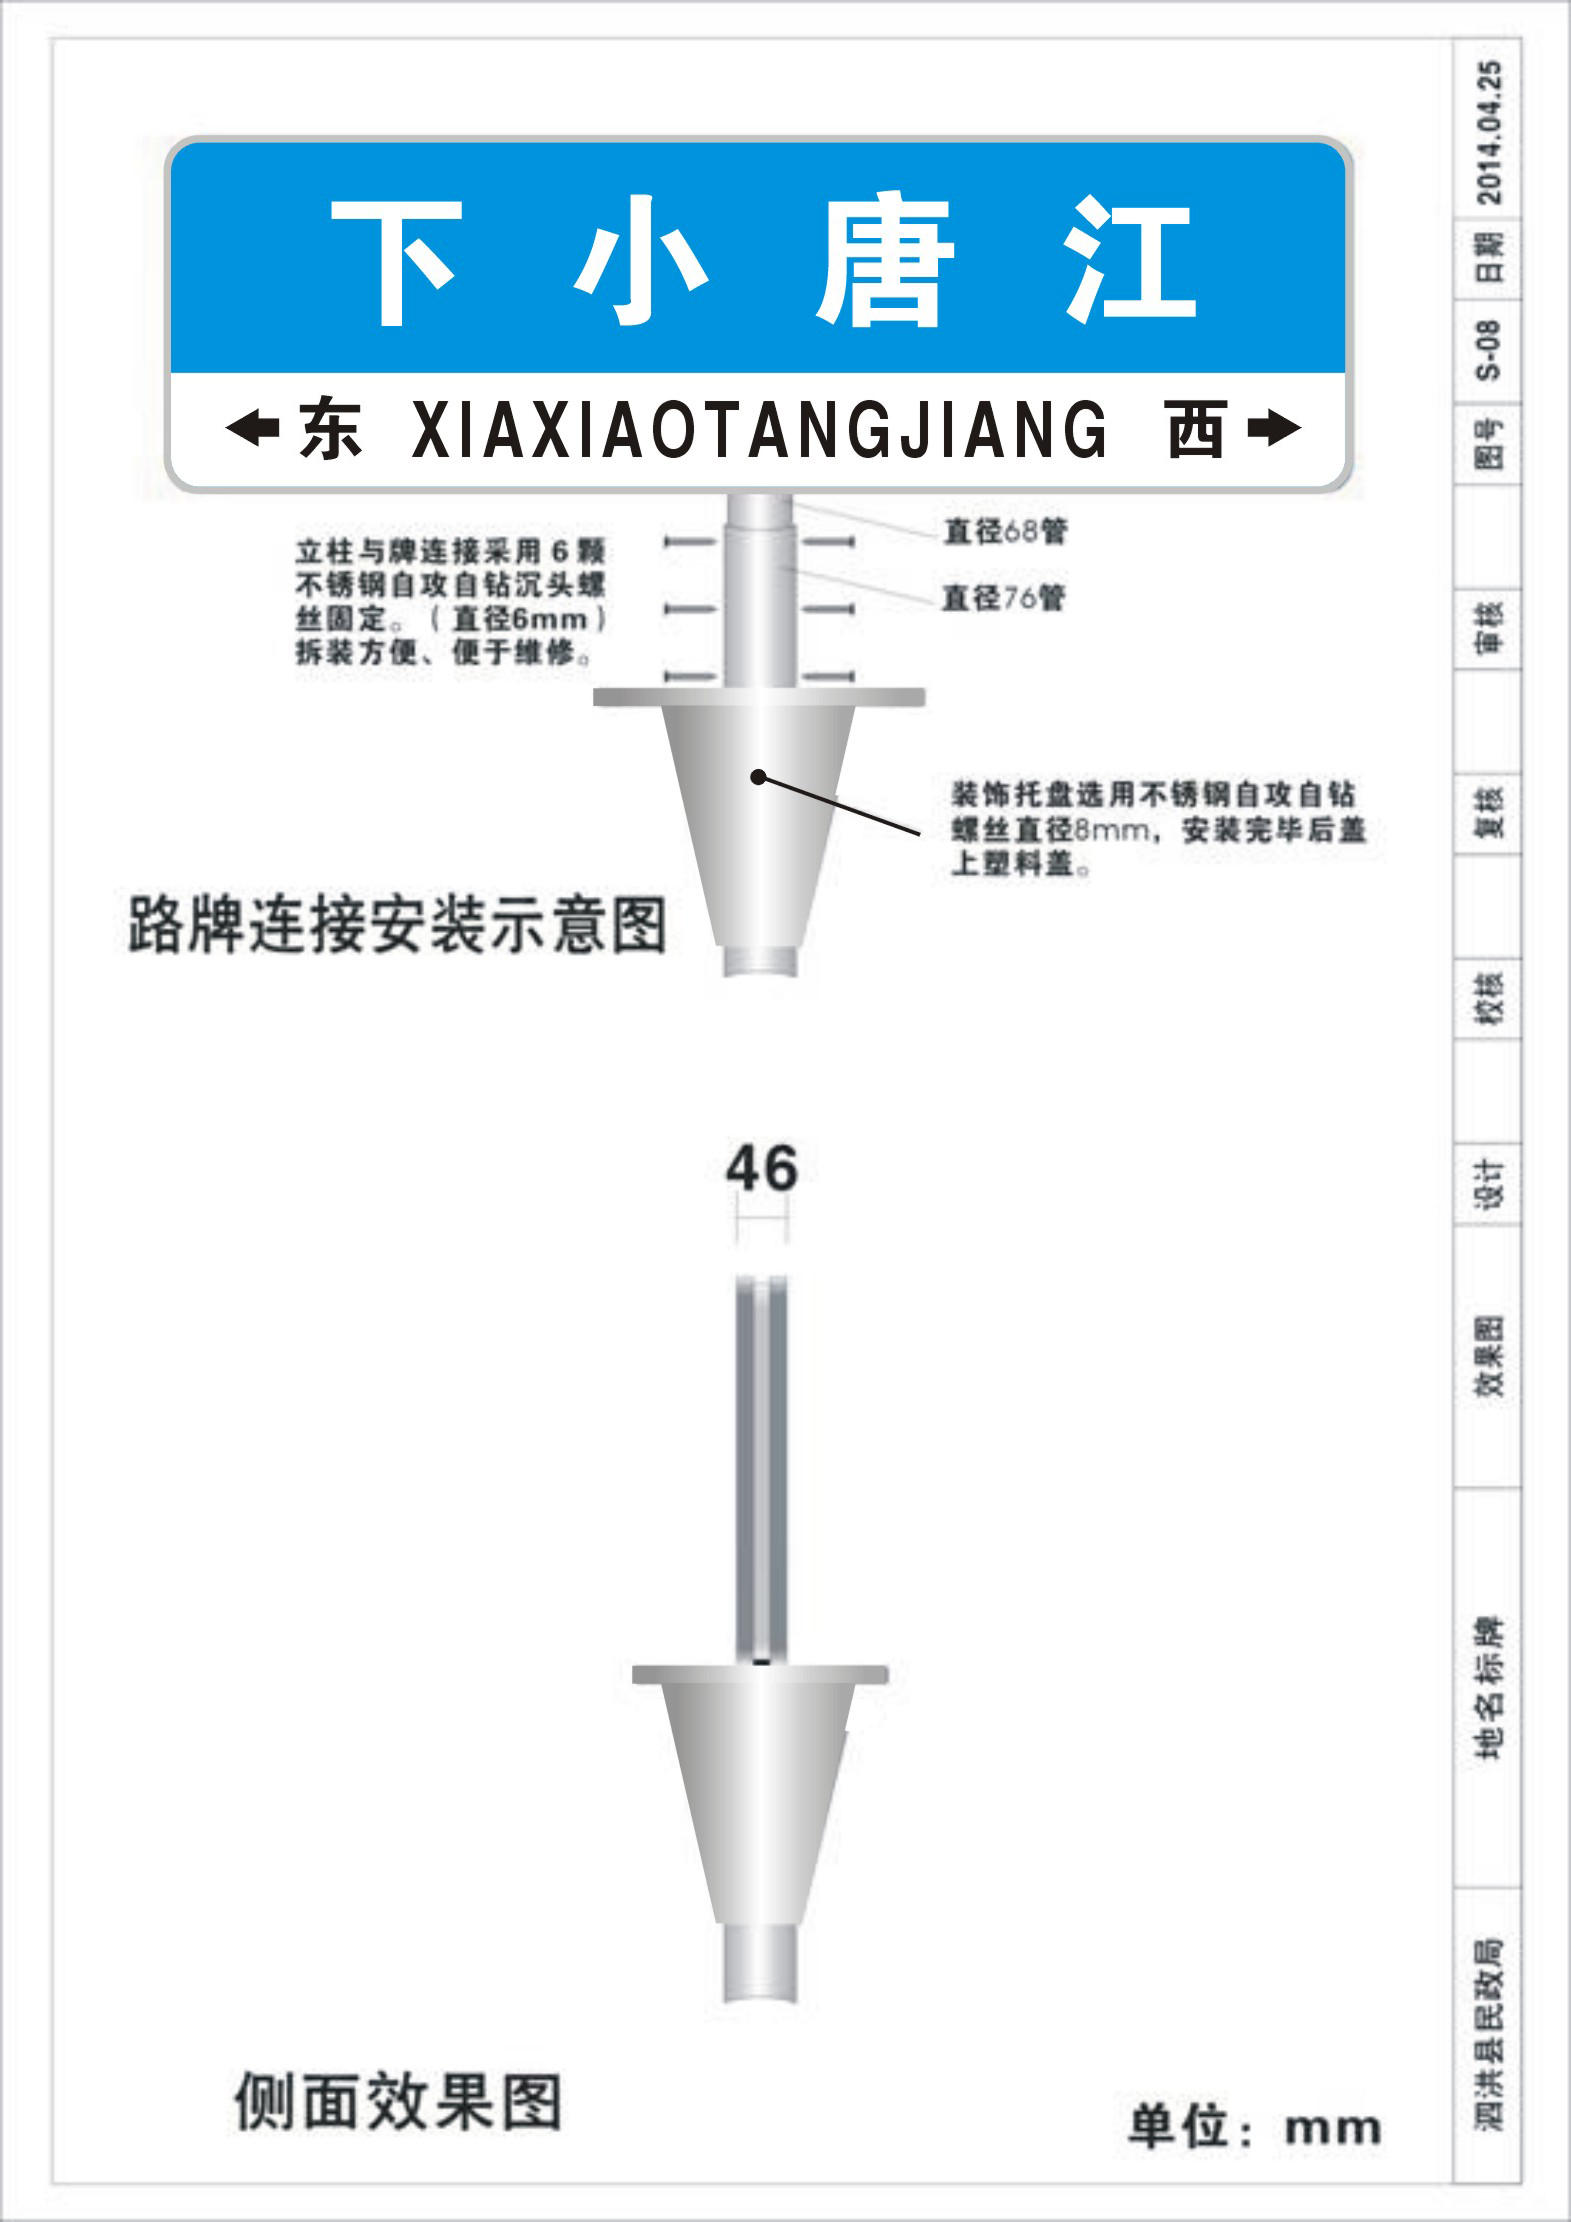 下小唐江
东 XIAXIAOTANGJIANG 西
直径68管
直径76管
立柱与牌连接采用 6 颗
不锈钢自攻自钻沉头螺
丝固定。（直径6mm）
拆装方便、便于维修。
装饰托盘选用不锈钢自攻自钻
螺丝直径8mm，安装完毕后盖
上塑料盖。
路牌连接安装示意图
46
侧面效果图
单位：mm
泗洪县民政局
地名标牌
效果图
设计
校核
复核
审核
图号
S-08
日期
2014.04.25